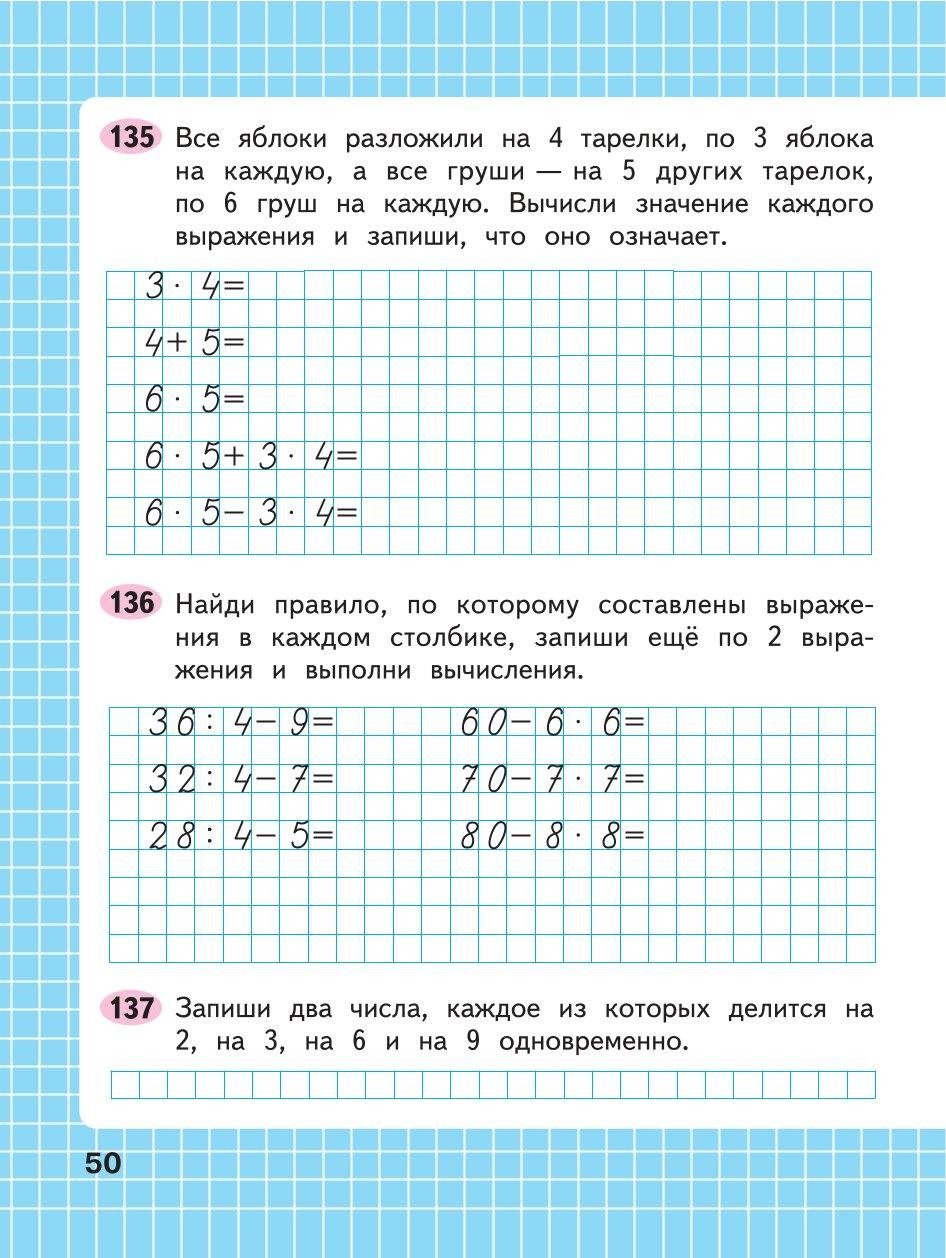 135 Все яблоки разложили на 4 тарелки, по 3 яблока
на каждую, а все груши — на 5 других тарелок,
по 6 груш на каждую. Вычисли значение каждого
выражения и запиши, что оно означает.
3 · 4=
4+ 5=
6 · 5=
6 · 5+ 3 · 4=
6 · 5− 3 · 4=
136 Найди правило, по которому составлены выраже-
ния в каждом столбике, запиши ещё по 2 выра-
жения и выполни вычисления.
36: 4− 9= 60− 6 · 6=
32: 4− 7= 70− 7 · 7=
28: 4− 5= 80− 8 · 8=
137 Запиши два числа, каждое из которых делится на
2, на 3, на 6 и на 9 одновременно.
50